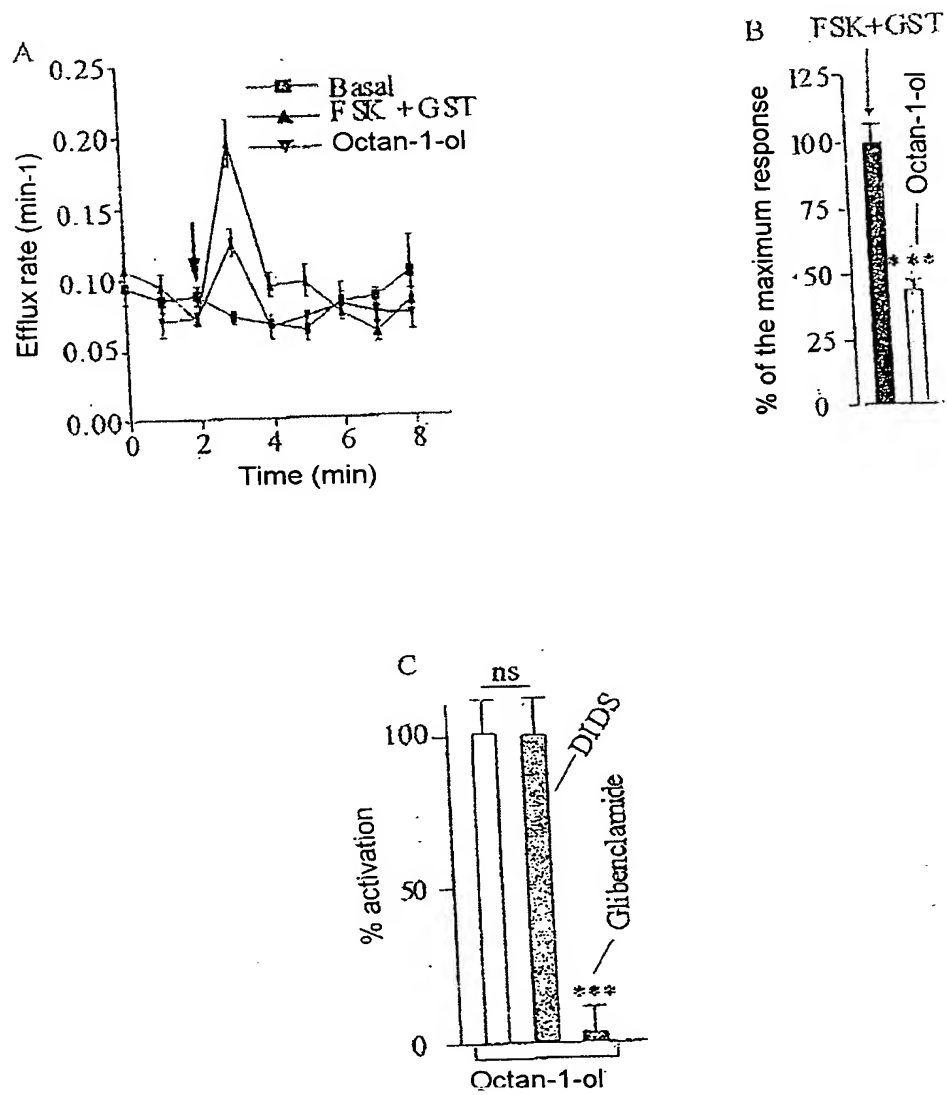 A
0.25
0.20
0.15
0.10
0.05
0.00
Efflux rate (min-1)
Basal
FSK +GST
Octan-1-ol
0 2 4 6 8
Time (min)
B
FSK+GST
% of the maximum response
125
100
75
50
25
0
Octan-1-ol
***
C
ns
100
50
0
% activation
DIDS
Glibenclamide
***
Octan-1-ol